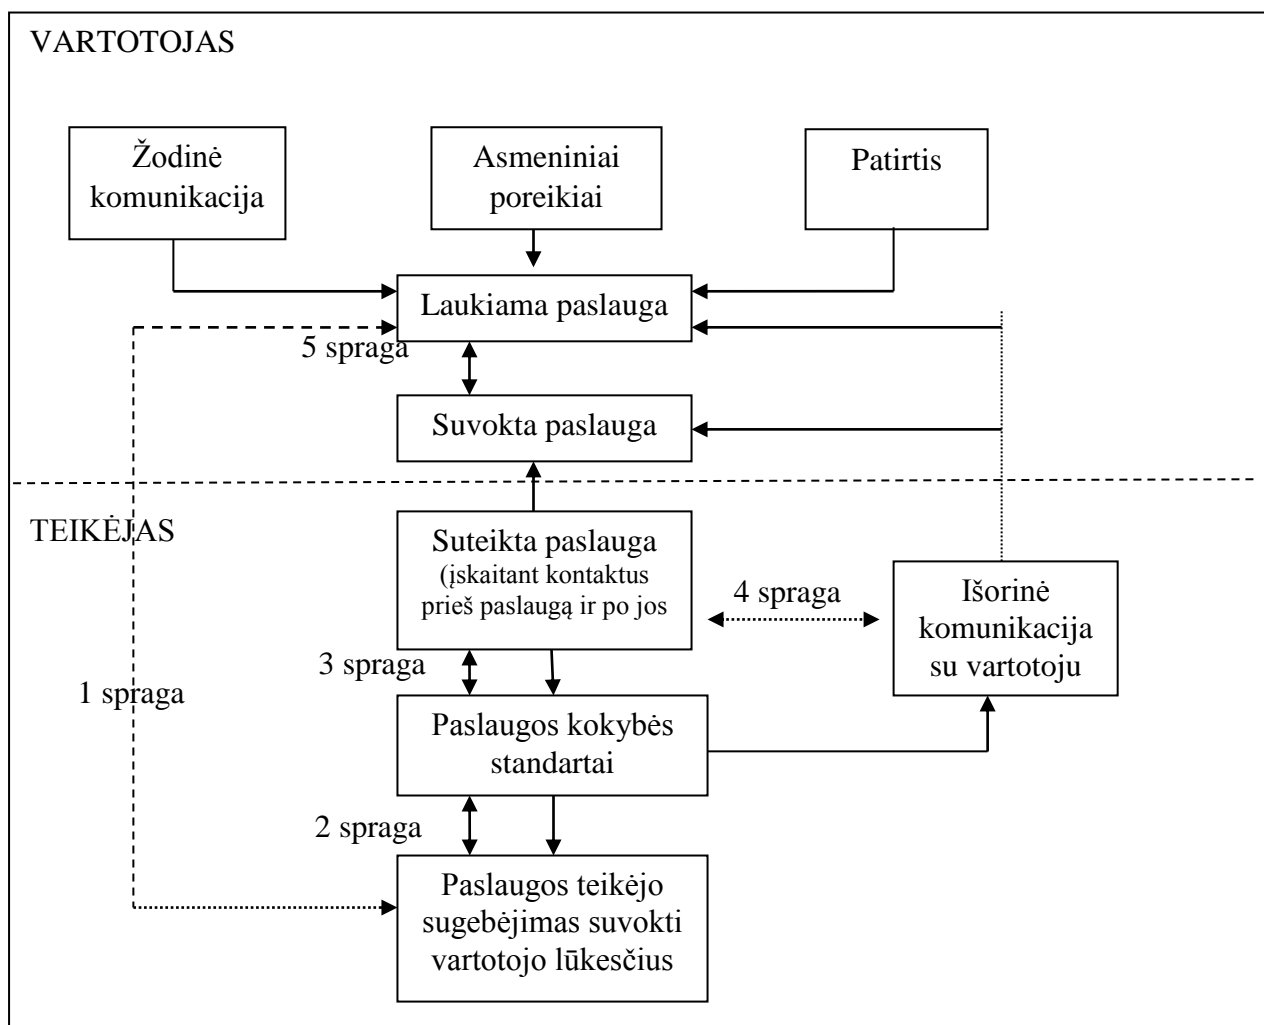 VARTOTOJAS
Žodinė
komunikacija
Asmeniniai
poreikiai
Patirtis
Laukiama paslauga
5 spraga
Suvokta paslauga
TEIKĖJAS
Suteikta paslauga
(įskaitant kontaktus
prieš paslaugą ir po jos
4 spraga
Išorinė
komunikacija
su vartotoju
3 spraga
1 spraga
Paslaugos kokybės
standartai
2 spraga
Paslaugos teikėjo
sugebėjimas suvokti
vartotojo lūkesčius